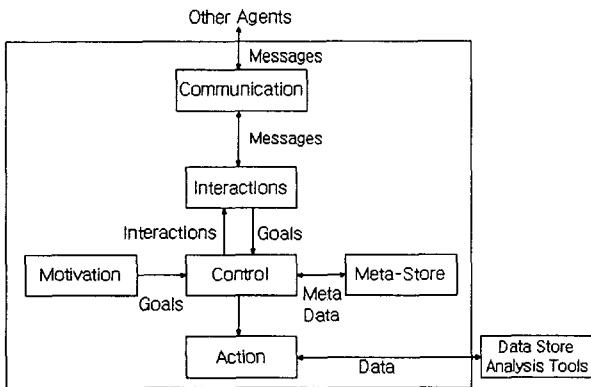 Other Agents
Messages
Communication
Messages
Interactions
Interactions
Goals
Motivation
Control
Meta-Store
Goals
Meta
Data
Action
Data
Data Store
Analysis Tools